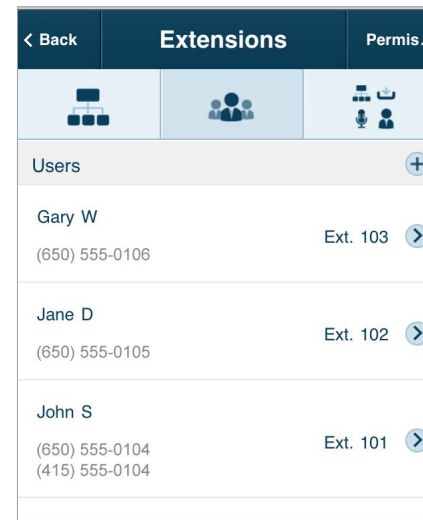 Back Extensions Permis.
Users
Gary W
(650) 555-0106
Ext. 103
Jane D
(650) 555-0105
Ext. 102
John S
(650) 555-0104
(415) 555-0104
Ext. 101